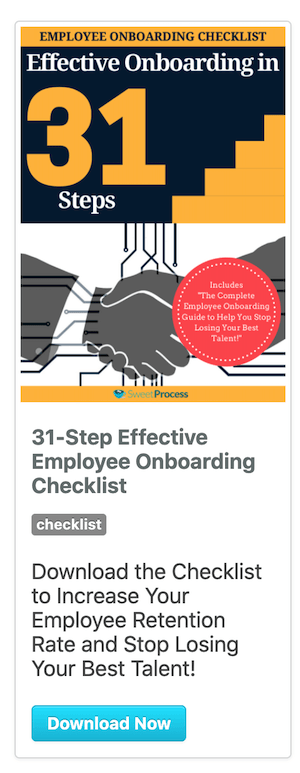 EMPLOYEE ONBOARDING CHECKLIST
Effective Onboarding in
31
Steps
Includes
"The Complete
Employee Onboarding
Guide to Help You Stop
Losing Your Best
Talent!"
SweetProcess
31-Step Effective
Employee Onboarding
Checklist
checklist
Download the Checklist
to Increase Your
Employee Retention
Rate and Stop Losing
Your Best Talent!
Download Now